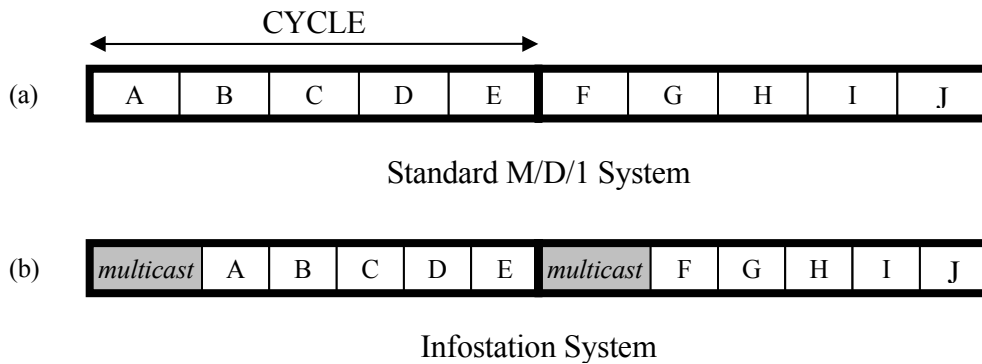 CYCLE
(a) A B C D E F G H I J
Standard M/D/1 System
(b) multicast A B C D E multicast F G H I J
Infostation System